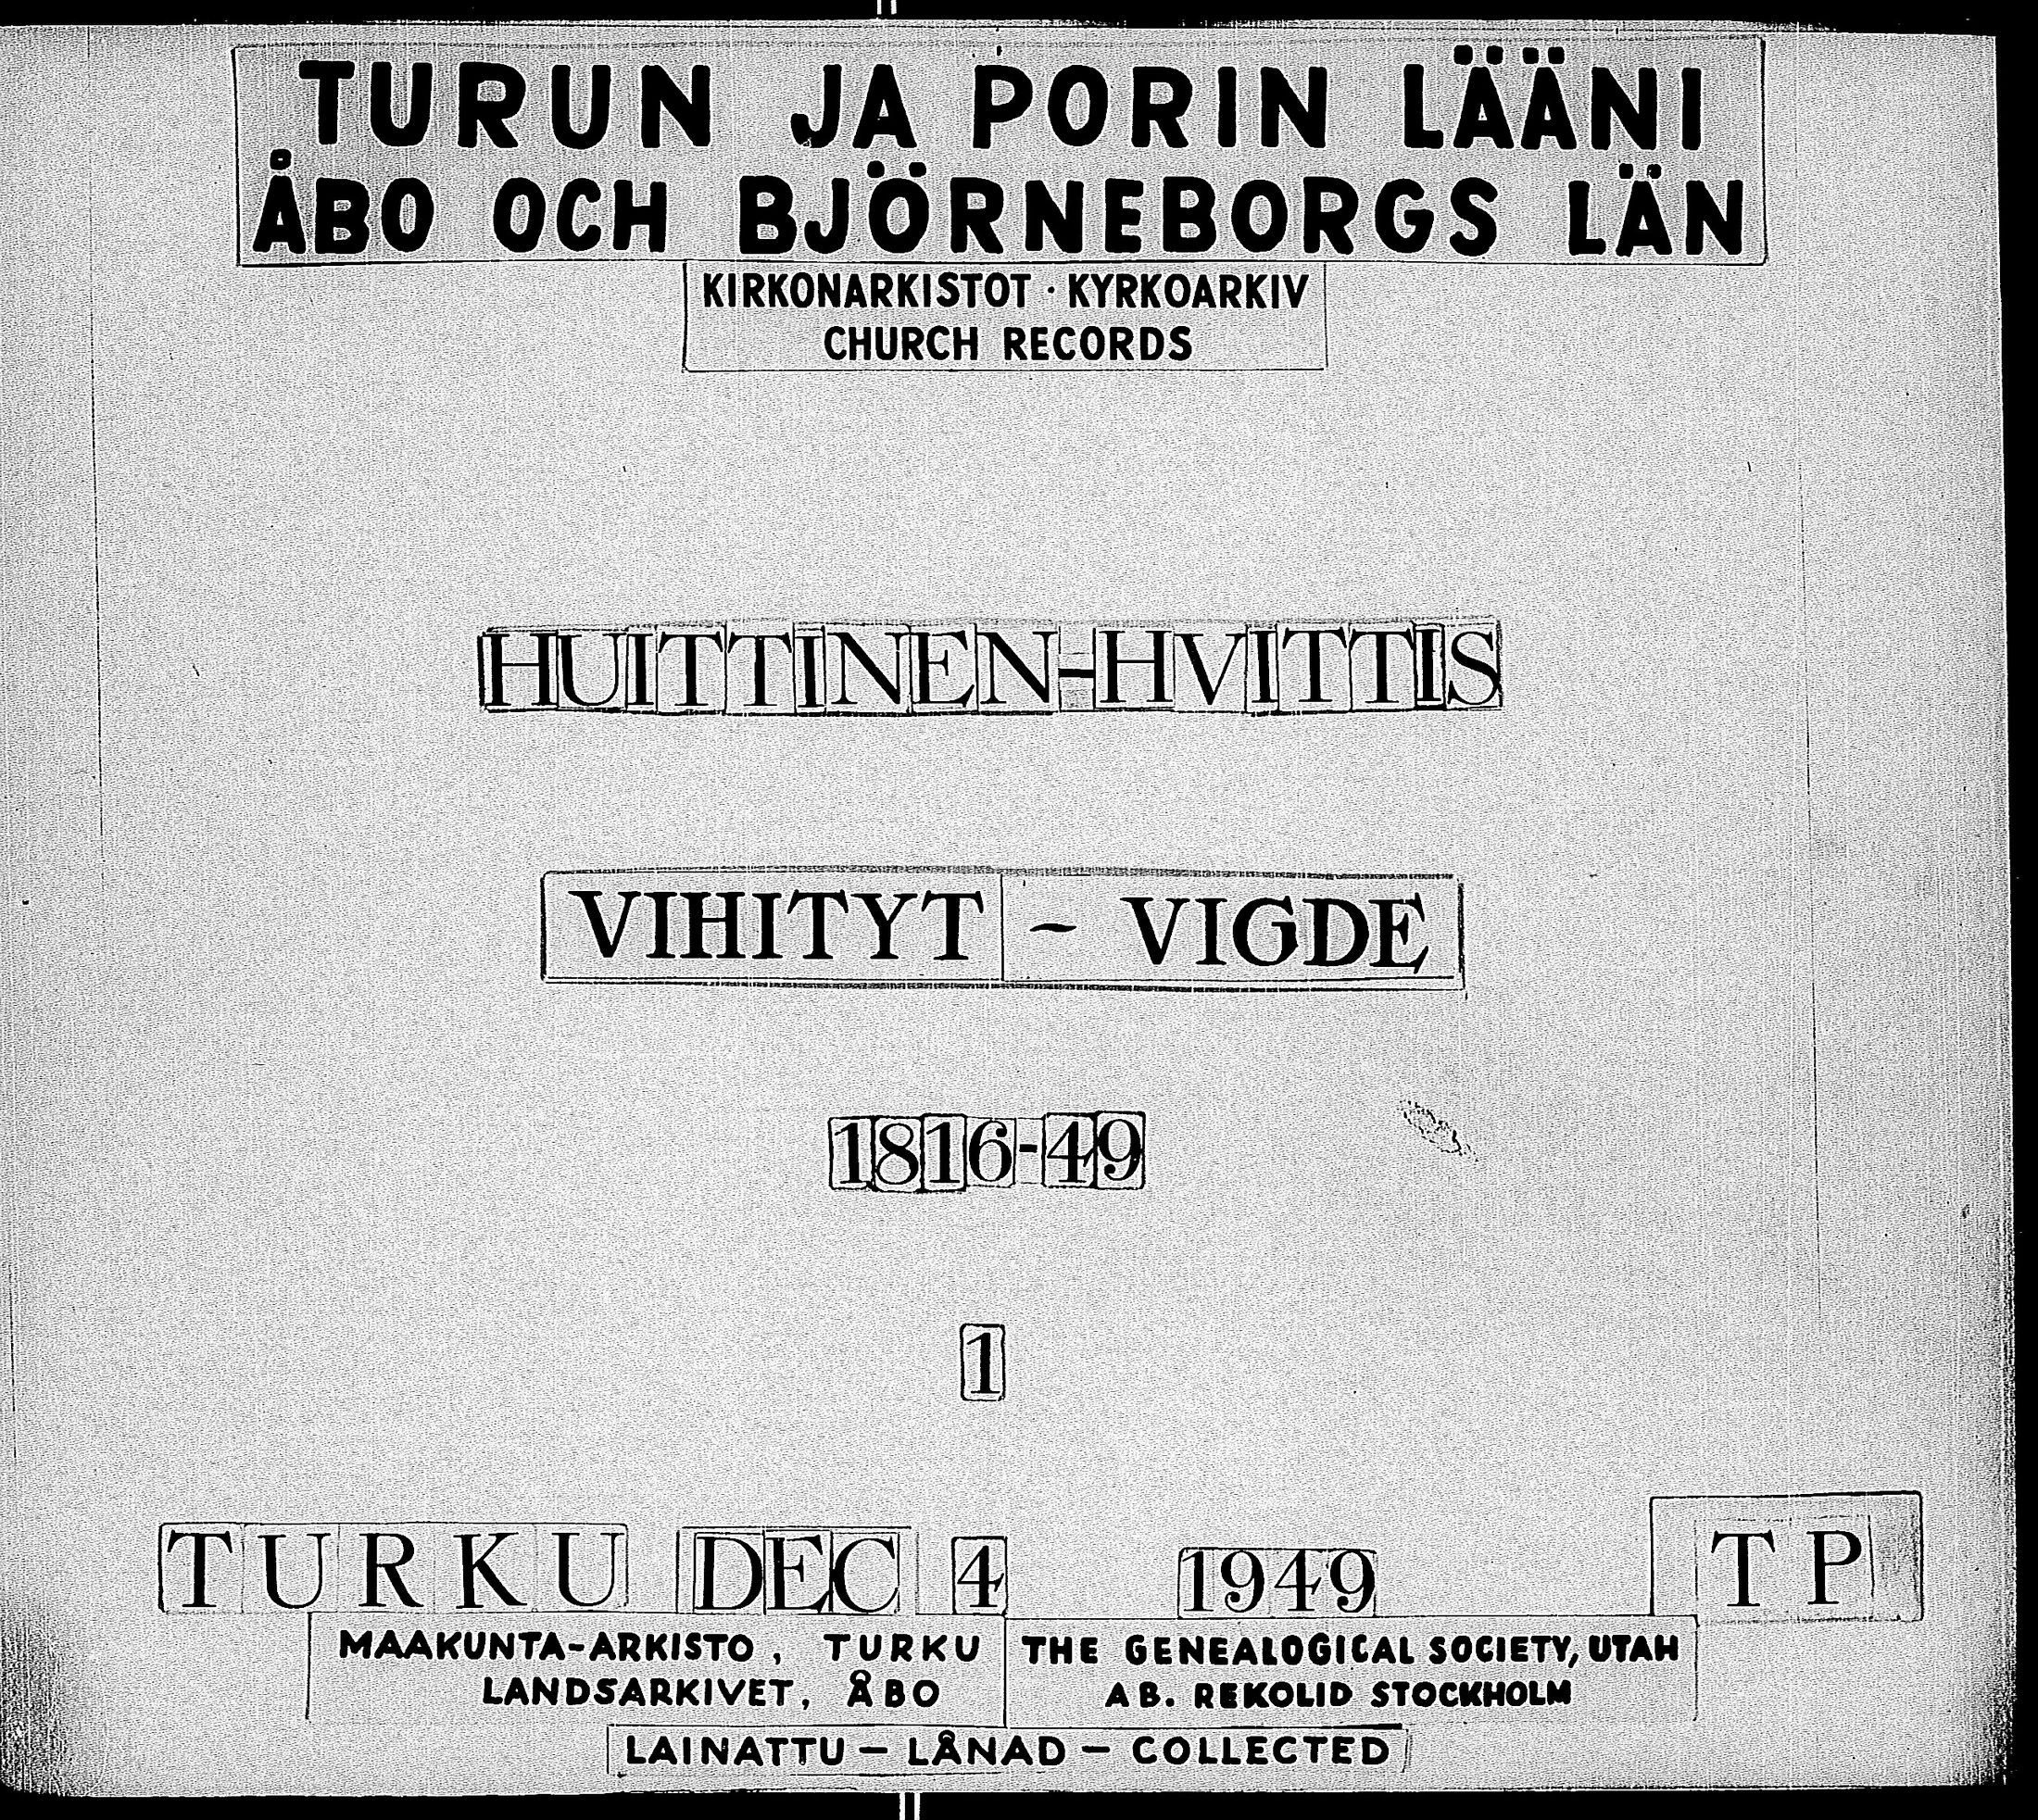 TURUN JA PORIN LÄÄNI
ÅBO OCH BJÖRNEBORGS LÄN
KIRKONARKISTOT · KYRKOARKIV
CHURCH RECORDS
HUITTINEN-HVITTIS
VIHITYT - VIGDE
1816-49
1
TURKU DEC 4 1949 TP
MAAKUNTA-ARKISTO, TURKU
LANDSARKIVET, ÅBO
THE GENEALOGICAL SOCIETY, UTAH
AB. REKOLID STOCKHOLM
LAINATTU - LÅNAD - COLLECTED